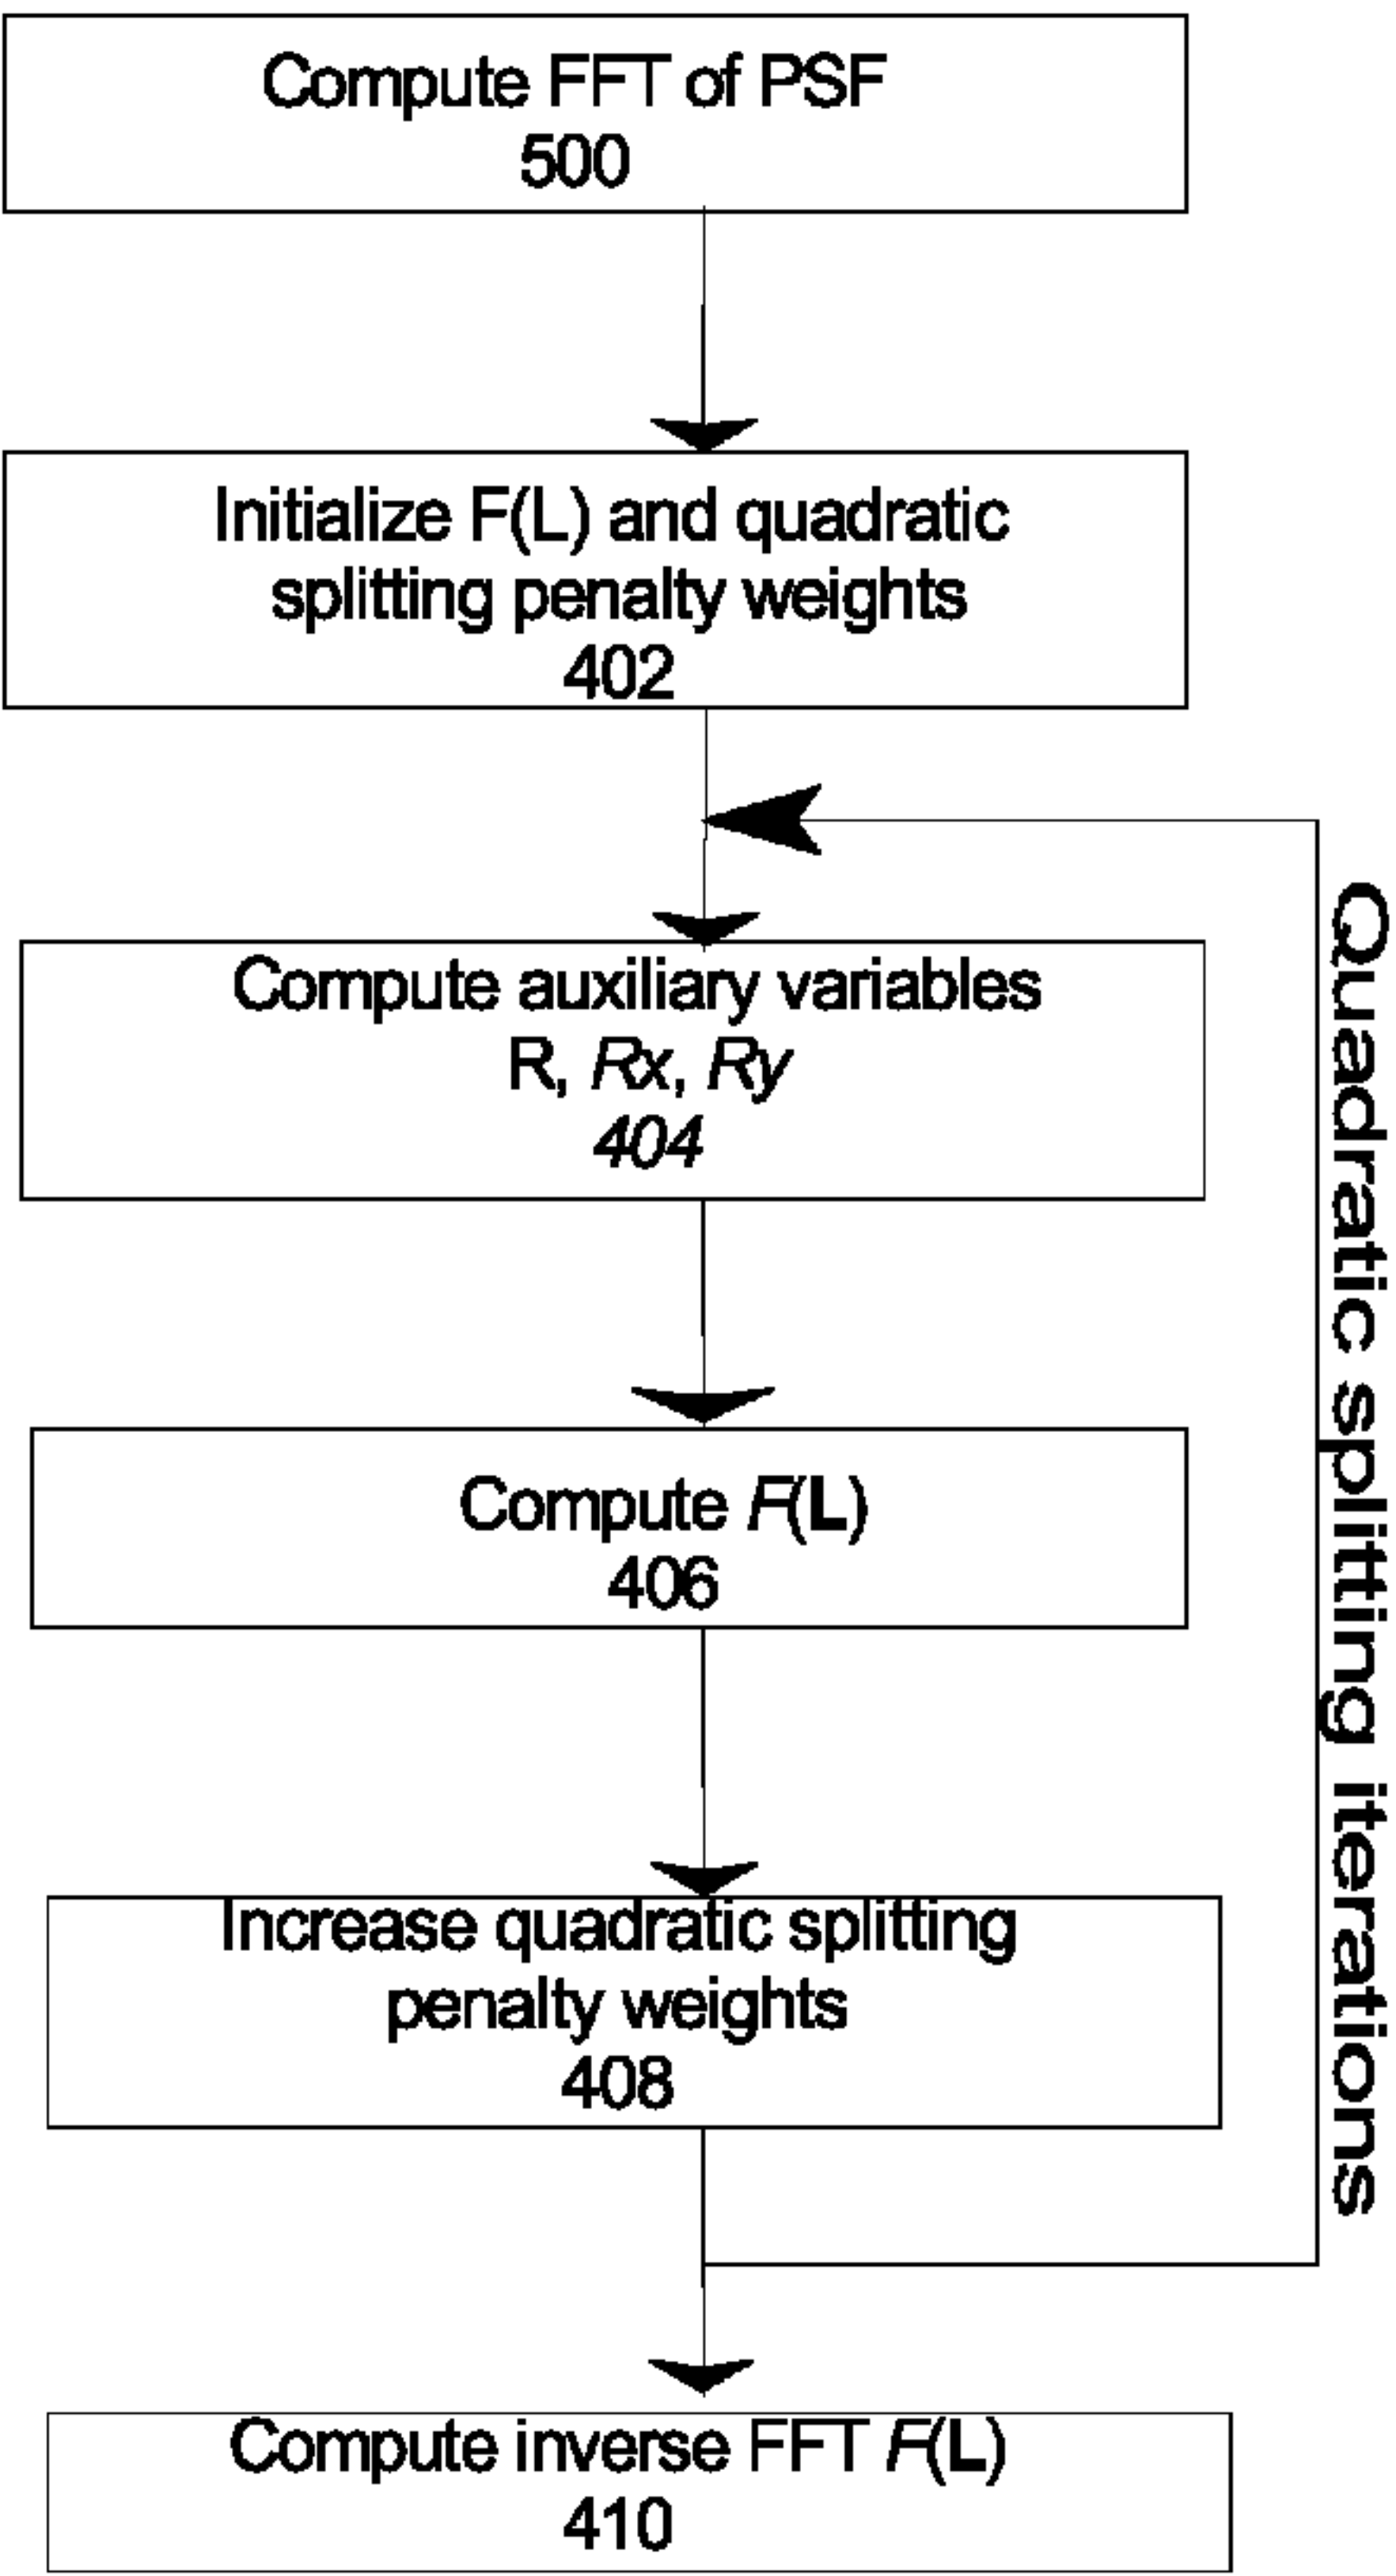 Compute FFT of PSF
500
Initialize F(L) and quadratic
splitting penalty weights
402
Compute auxiliary variables
R, Rx, Ry
404
Compute F(L)
406
Increase quadratic splitting
penalty weights
408
Compute inverse FFT F(L)
410
Quadratic splitting iterations